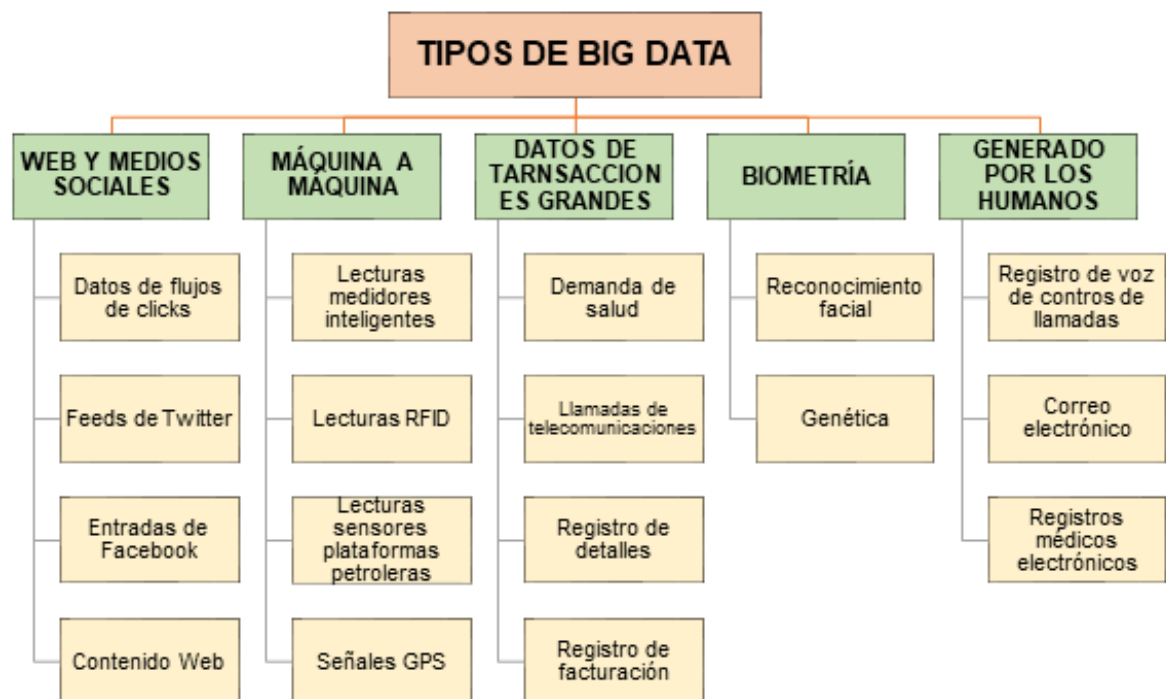 TIPOS DE BIG DATA
WEB Y MEDIOS
SOCIALES
Datos de flujos
de clicks
Feeds de Twitter
Entradas de
Facebook
Contenido Web
MÁQUINA A
MÁQUINA
Lecturas
medidores
inteligentes
Lecturas RFID
Lecturas
sensores
plataformas
petroleras
Señales GPS
DATOS DE
TARNSACCION
ES GRANDES
Demanda de
salud
Llamadas de
telecomunicaciones
Registro de
detalles
Registro de
facturación
BIOMETRÍA
Reconocimiento
facial
Genética
GENERADO
POR LOS
HUMANOS
Registro de voz
de contros de
llamadas
Correo
electrónico
Registros
médicos
electrónicos